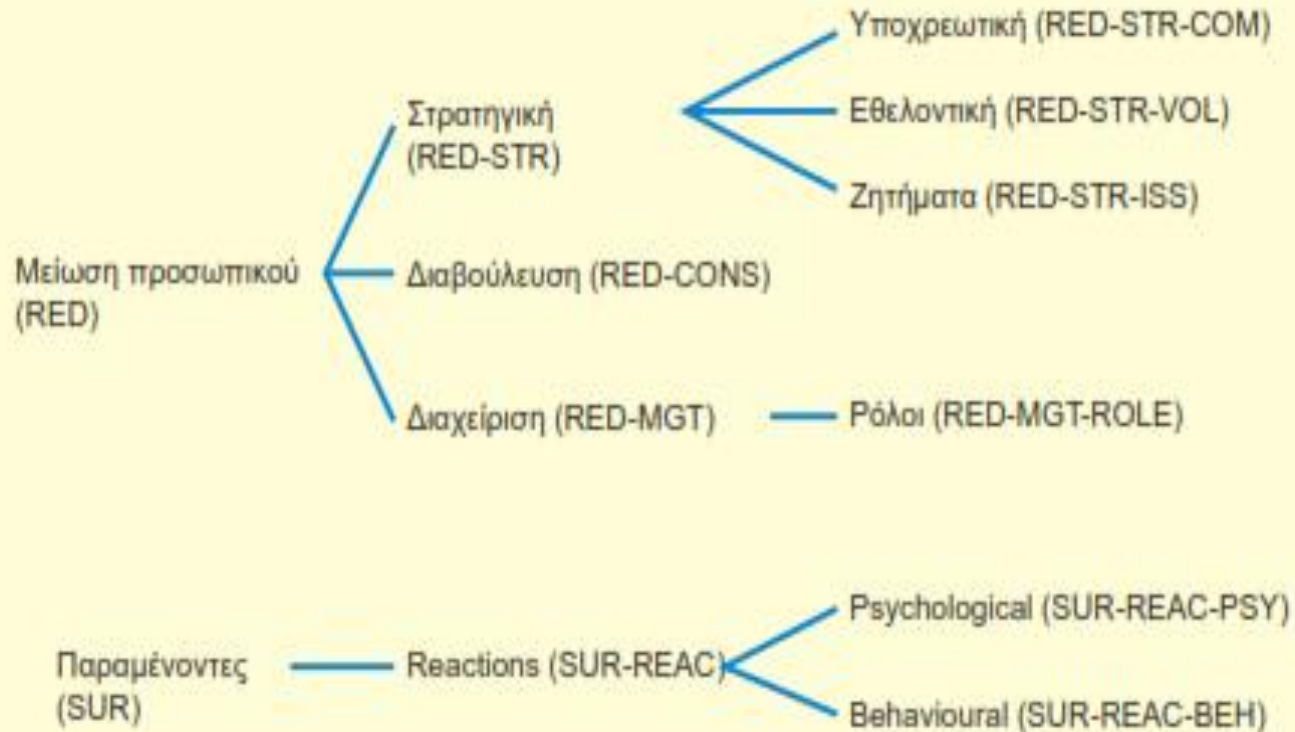 Υποχρεωτική (RED-STR-COM)
Στρατηγική
(RED-STR)
Εθελοντική (RED-STR-VOL)
Ζητήματα (RED-STR-ISS)
Μείωση προσωπικού
(RED)
Διαβούλευση (RED-CONS)
Διαχείριση (RED-MGT)
Ρόλοι (RED-MGT-ROLE)
Psychological (SUR-REAC-PSY)
Παραμένοντες
(SUR)
Reactions (SUR-REAC)
Behavioural (SUR-REAC-BEH)